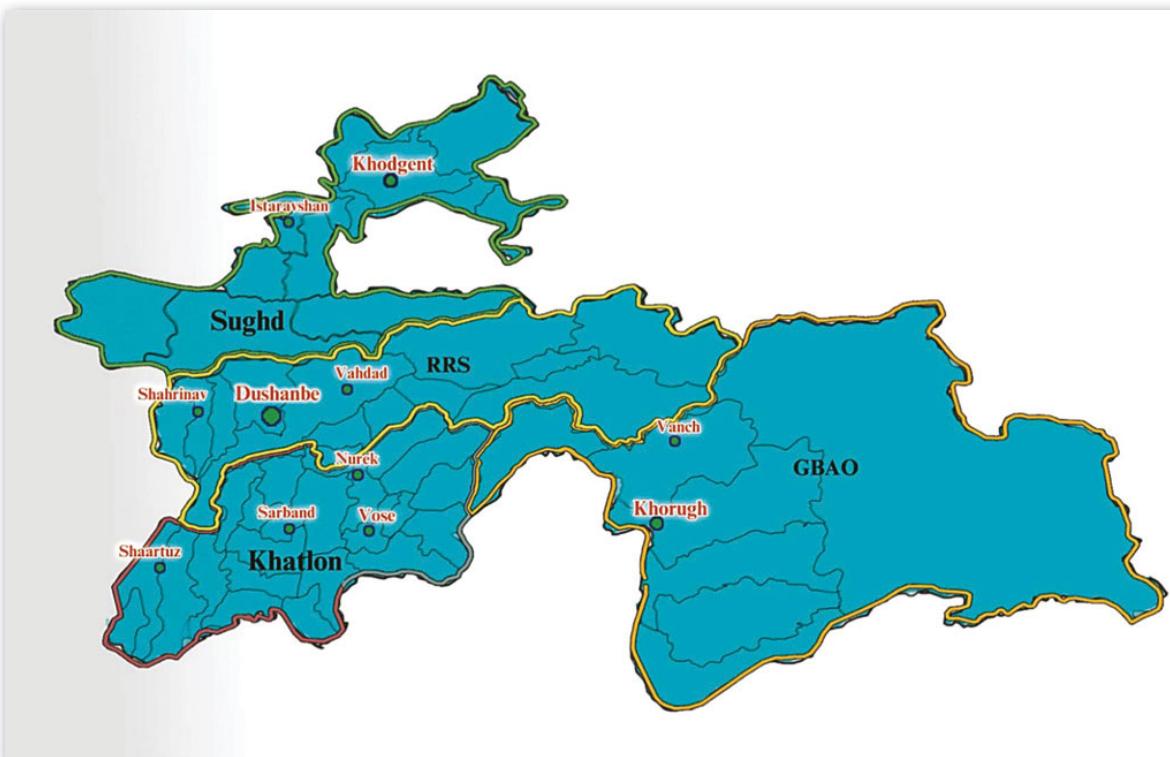 Khodgent
Istarayshan
Sughd
RRS
Vahdad
Shahrinav
Dushanbe
Vanch
Nurek
GBAO
Sarband
Vose
Khorugh
Shaartuz
Khatlon